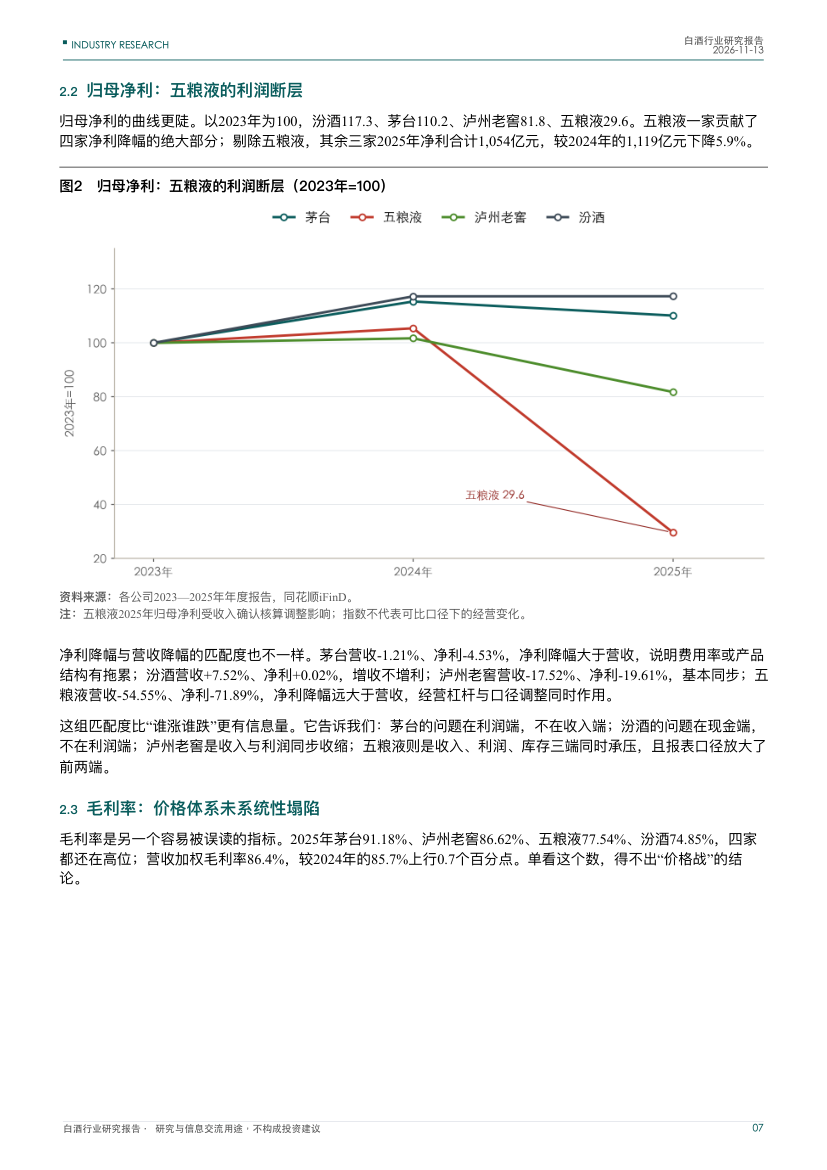 INDUSTRY RESEARCH
白酒行业研究报告
2026-11-13
2.2 归母净利：五粮液的利润断层
归母净利的曲线更陡。以2023年为100，汾酒117.3、茅台110.2、泸州老窖81.8、五粮液29.6。五粮液一家贡献了
四家净利降幅的绝大部分；剔除五粮液，其余三家2025年净利合计1,054亿元，较2024年的1,119亿元下降5.9%。
图2 归母净利：五粮液的利润断层（2023年=100）
茅台 五粮液 泸州老窖 汾酒
120
100
80
60
40
20
2023年=100
五粮液 29.6
2023年 2024年 2025年
资料来源：各公司2023—2025年年度报告，同花顺iFinD。
注：五粮液2025年归母净利受收入确认核算调整影响；指数不代表可比口径下的经营变化。
净利降幅与营收降幅的匹配度也不一样。茅台营收-1.21%、净利-4.53%，净利降幅大于营收，说明费用率或产品
结构有拖累；汾酒营收+7.52%、净利+0.02%，增收不增利；泸州老窖营收-17.52%、净利-19.61%，基本同步；五
粮液营收-54.55%、净利-71.89%，净利降幅远大于营收，经营杠杆与口径调整同时作用。
这组匹配度比“谁涨谁跌”更有信息量。它告诉我们：茅台的问题在利润端，不在收入端；汾酒的问题在现金端，
不在利润端；泸州老窖是收入与利润同步收缩；五粮液则是收入、利润、库存三端同时承压，且报表口径放大了
前两端。
2.3 毛利率：价格体系未系统性塌陷
毛利率是另一个容易被误读的指标。2025年茅台91.18%、泸州老窖86.62%、五粮液77.54%、汾酒74.85%，四家
都还在高位；营收加权毛利率86.4%，较2024年的85.7%上行0.7个百分点。单看这个数，得不出“价格战”的结
论。
白酒行业研究报告 · 研究与信息交流用途 · 不构成投资建议
07